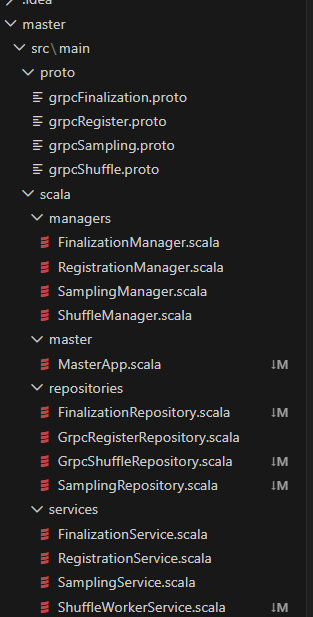 .idea
master
src\main
proto
grpcFinalization.proto
grpcRegister.proto
grpcSampling.proto
grpcShuffle.proto
scala
managers
FinalizationManager.scala
RegistrationManager.scala
SamplingManager.scala
ShuffleManager.scala
master
MasterApp.scala ↓M
repositories
FinalizationRepository.scala ↓M
GrpcRegisterRepository.scala
GrpcShuffleRepository.scala ↓M
SamplingRepository.scala ↓M
services
FinalizationService.scala
RegistrationService.scala
SamplingService.scala
ShuffleWorkerService.scala ↓M